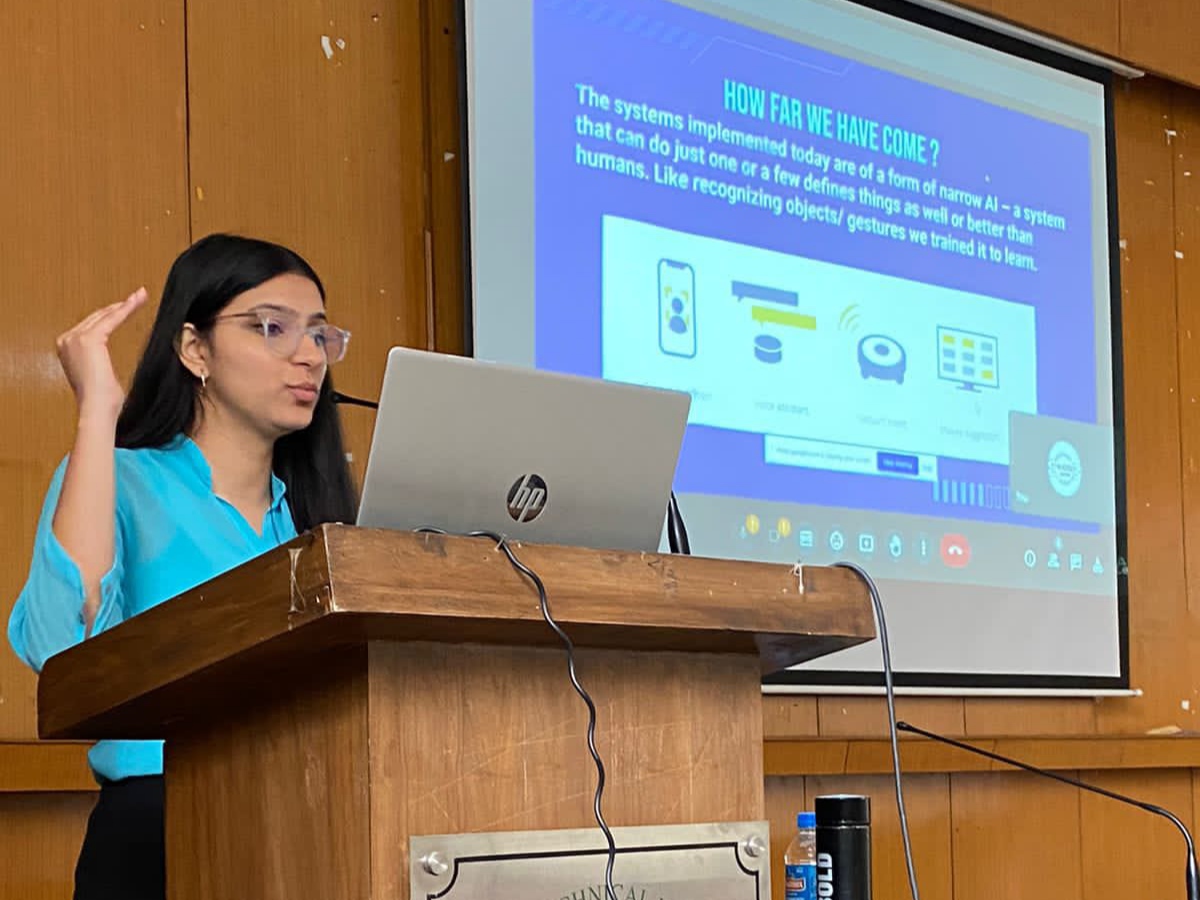 HOW FAR WE HAVE COME ?
The systems implemented today are of a form of narrow AI – a system
that can do just one or a few defines things as well or better than
humans. Like recognizing objects/ gestures we trained it to learn.
hp